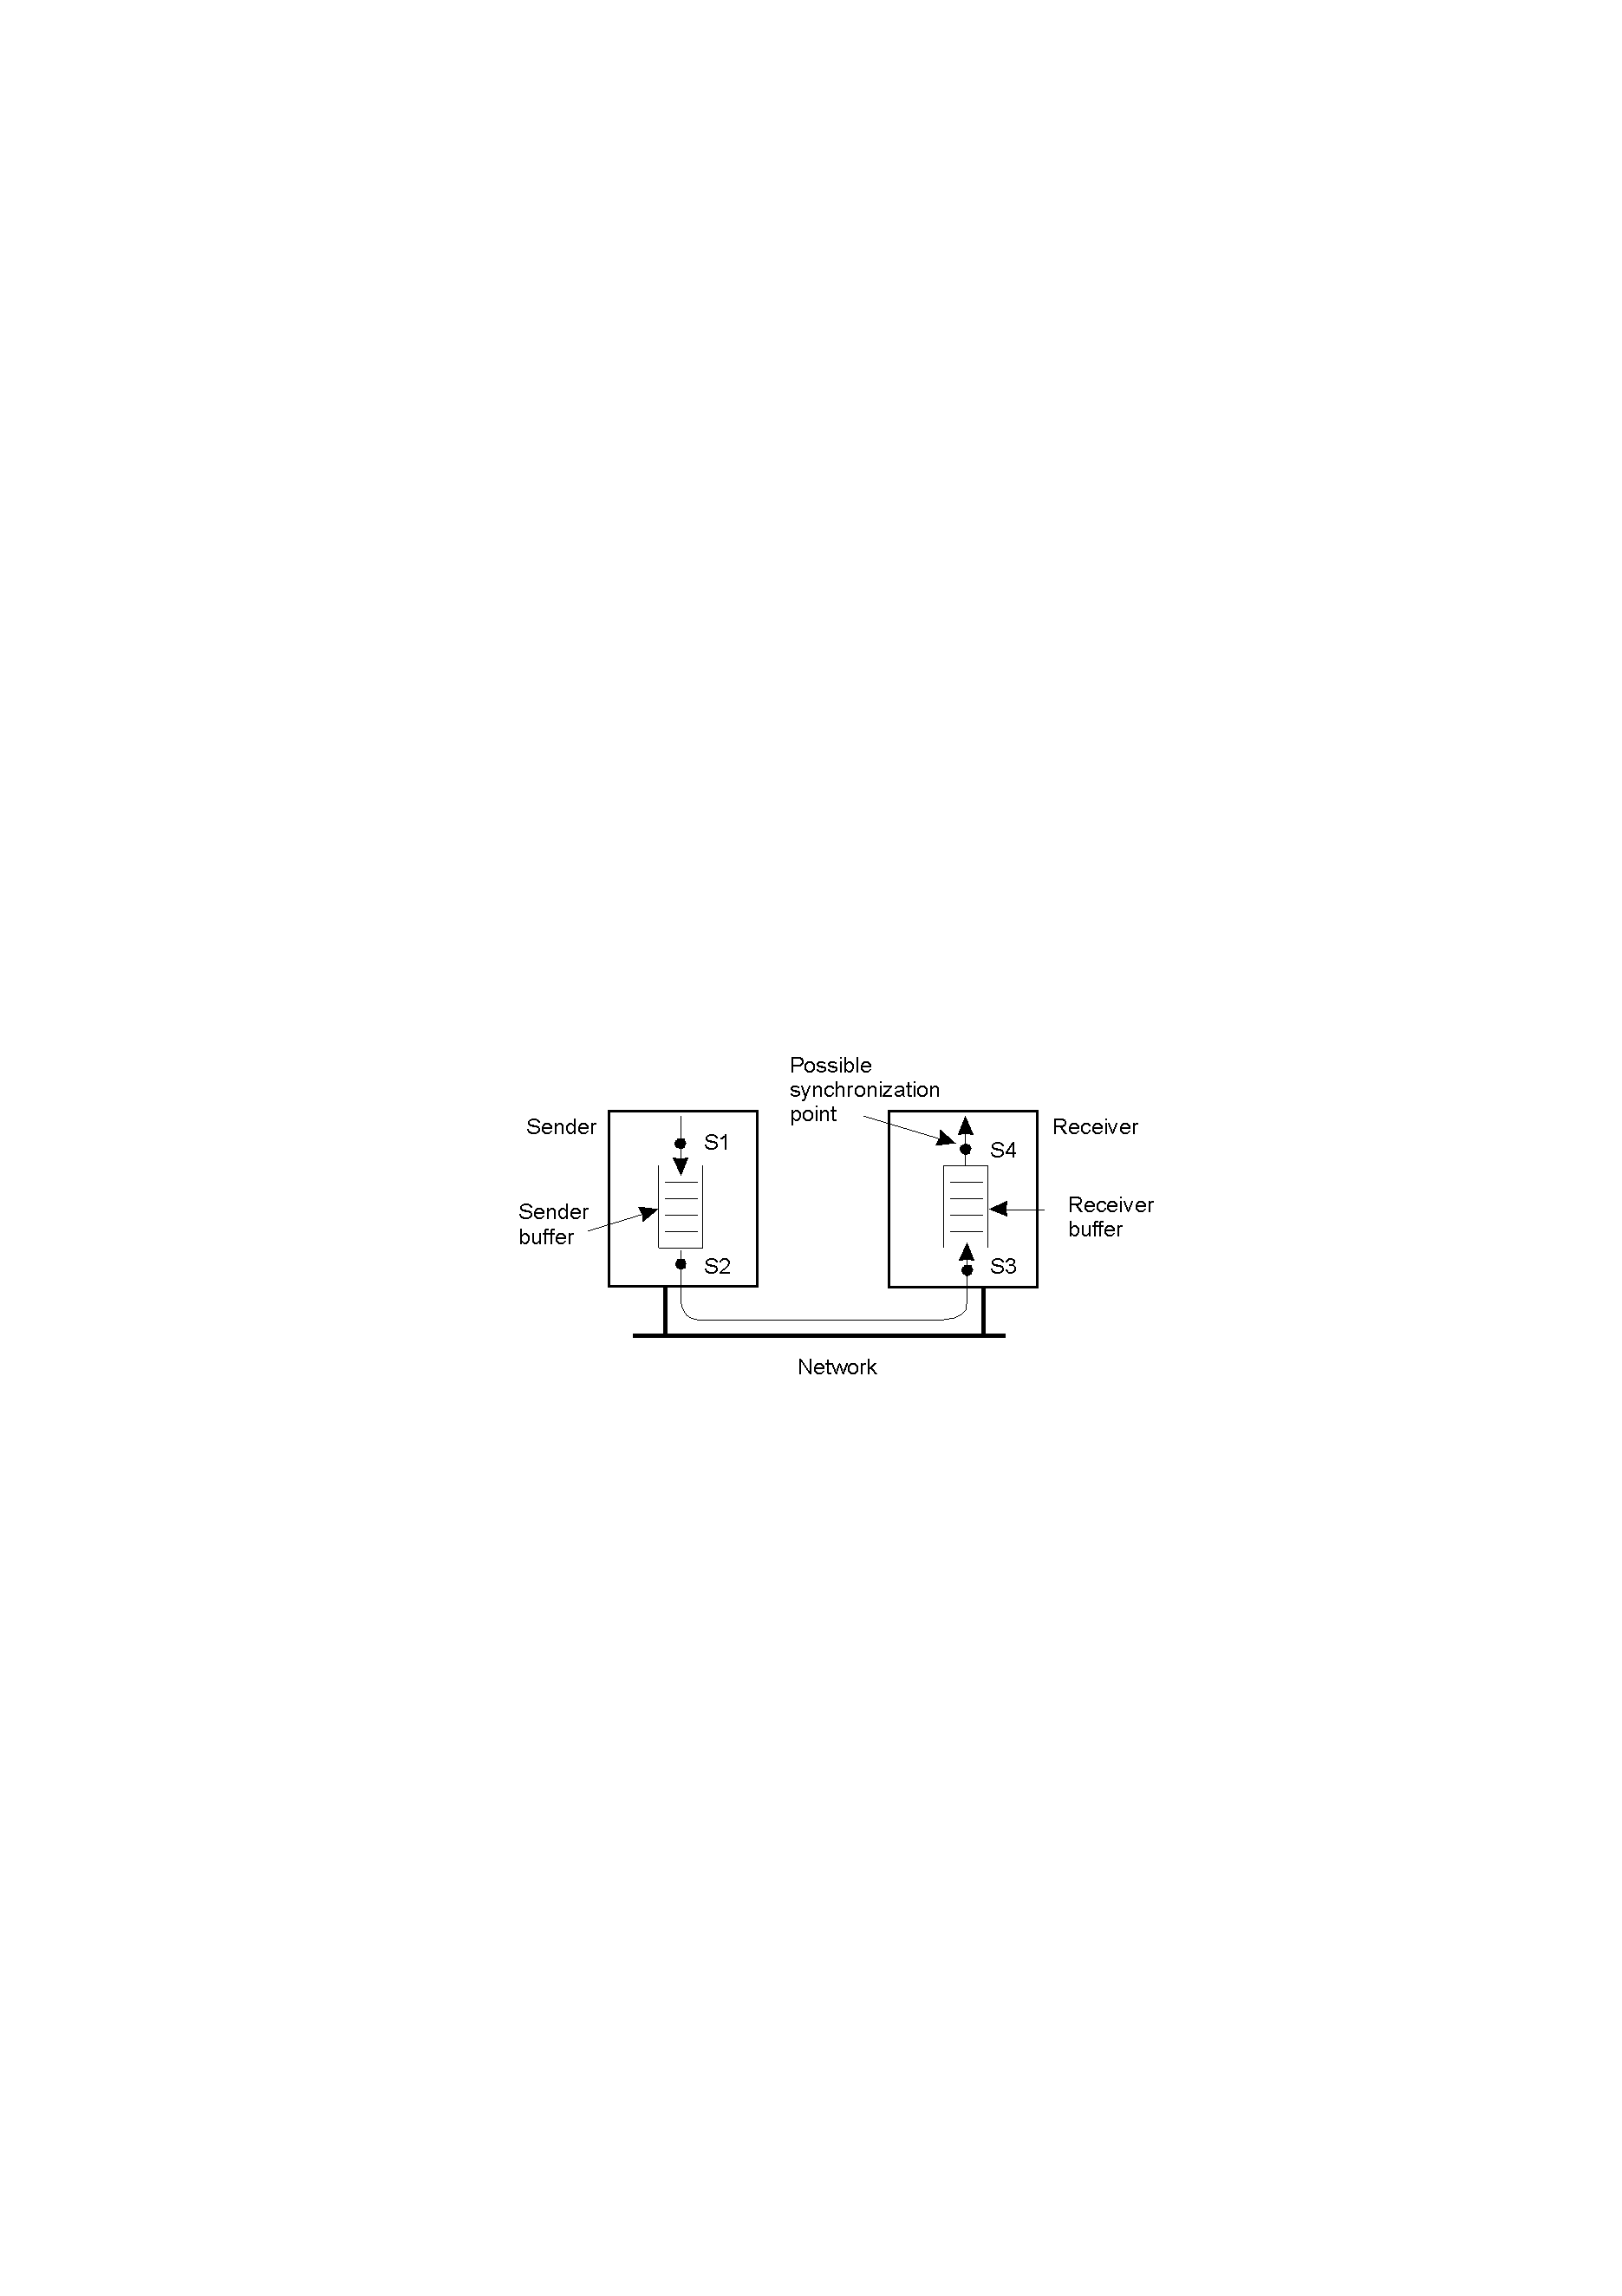 Possible
synchronization
point
Sender
S1
S4
Receiver
Sender
buffer
Receiver
buffer
S2
S3
Network